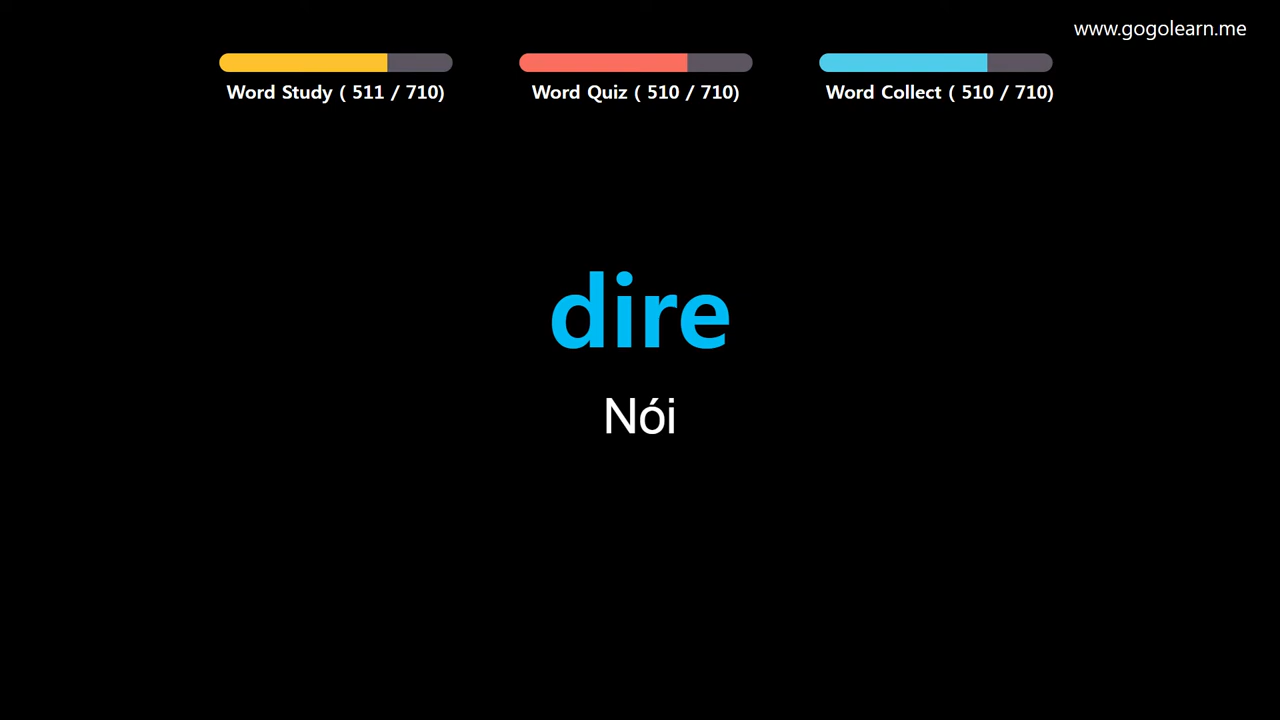 www.gogolearn.me
Word Study ( 511 / 710)
Word Quiz ( 510 / 710)
Word Collect ( 510 / 710)
dire
Nói